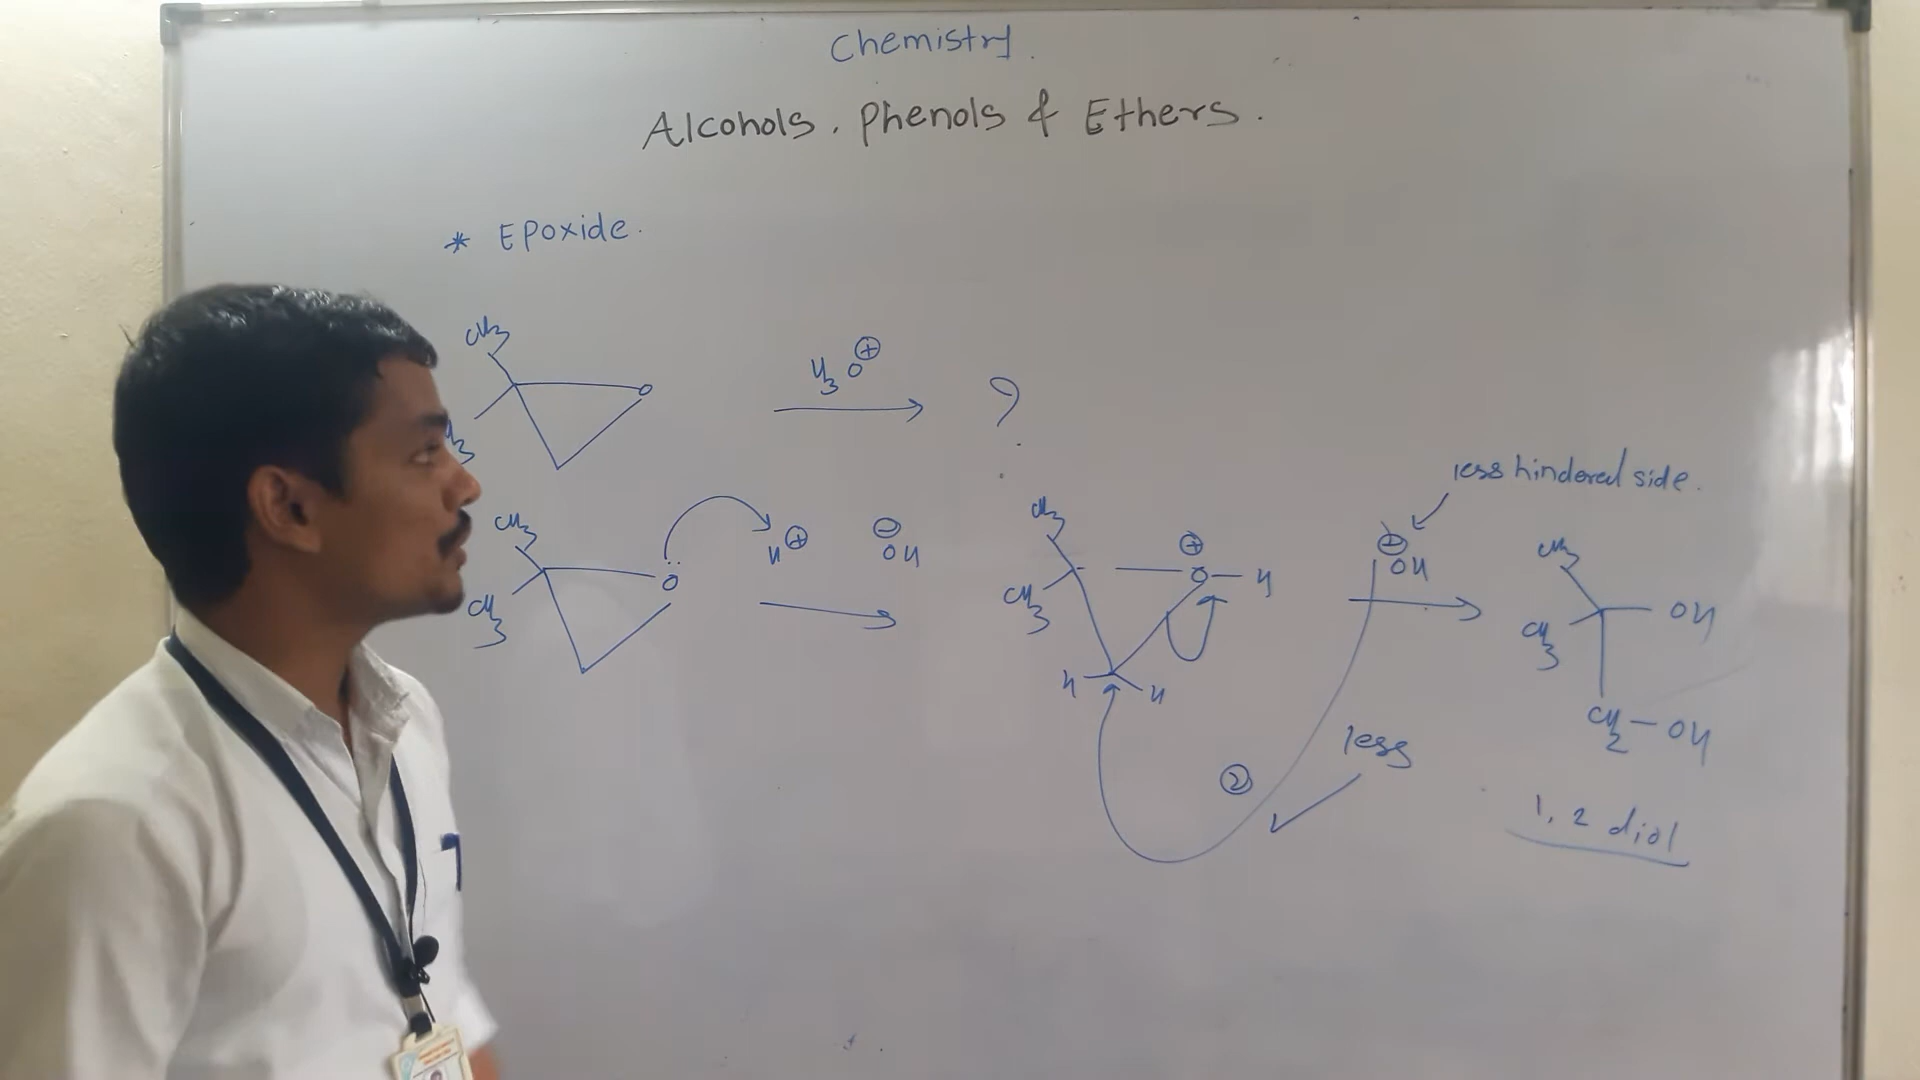 Chemistry.
Alcohols, Phenols & Ethers.
* Epoxide.
CH3
O
H3O⊕
?
less hindered side.
CH3
CH3
O
H⊕
⊖
OH
CH3
CH3
⊕
O-H
H
H
⊖
OH
CH3
CH3
OH
CH2-OH
less
②
1, 2 diol